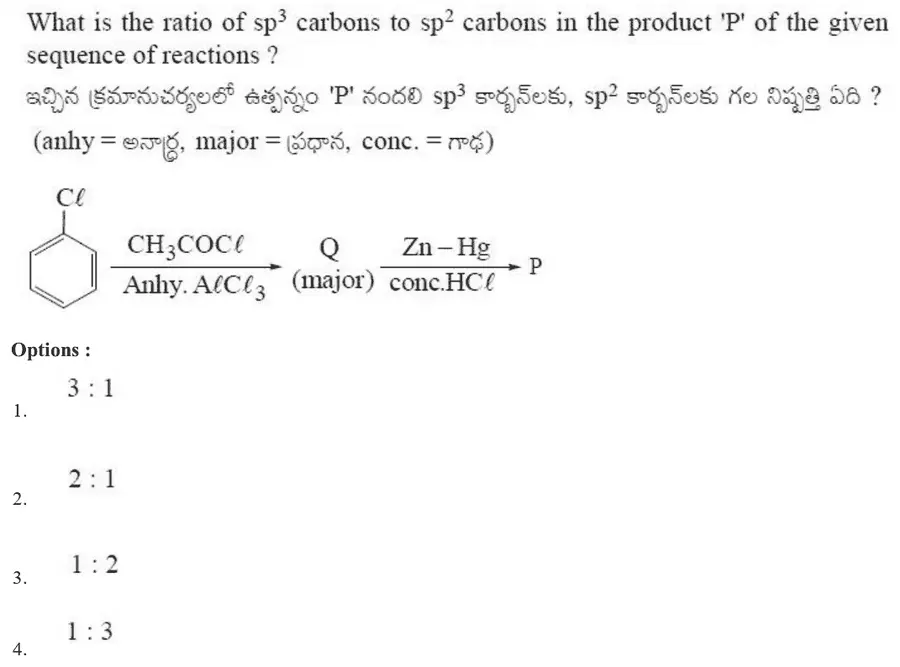 What is the ratio of sp³ carbons to sp² carbons in the product 'P' of the given
sequence of reactions ?
ఇచ్చిన క్రమానుచర్యలలో ఉత్పన్నం 'P' నందలి sp³ కార్బన్‌లకు, sp² కార్బన్‌లకు గల నిష్పత్తి ఏది ?
(anhy = అనార్ద్ర, major = ప్రధాన, conc. = గాఢ)
Cℓ
CH₃COCℓ Q Zn – Hg
Anhy. AℓCℓ₃ (major) conc.HCℓ P
Options :
3 : 1
1.
2 : 1
2.
1 : 2
3.
1 : 3
4.